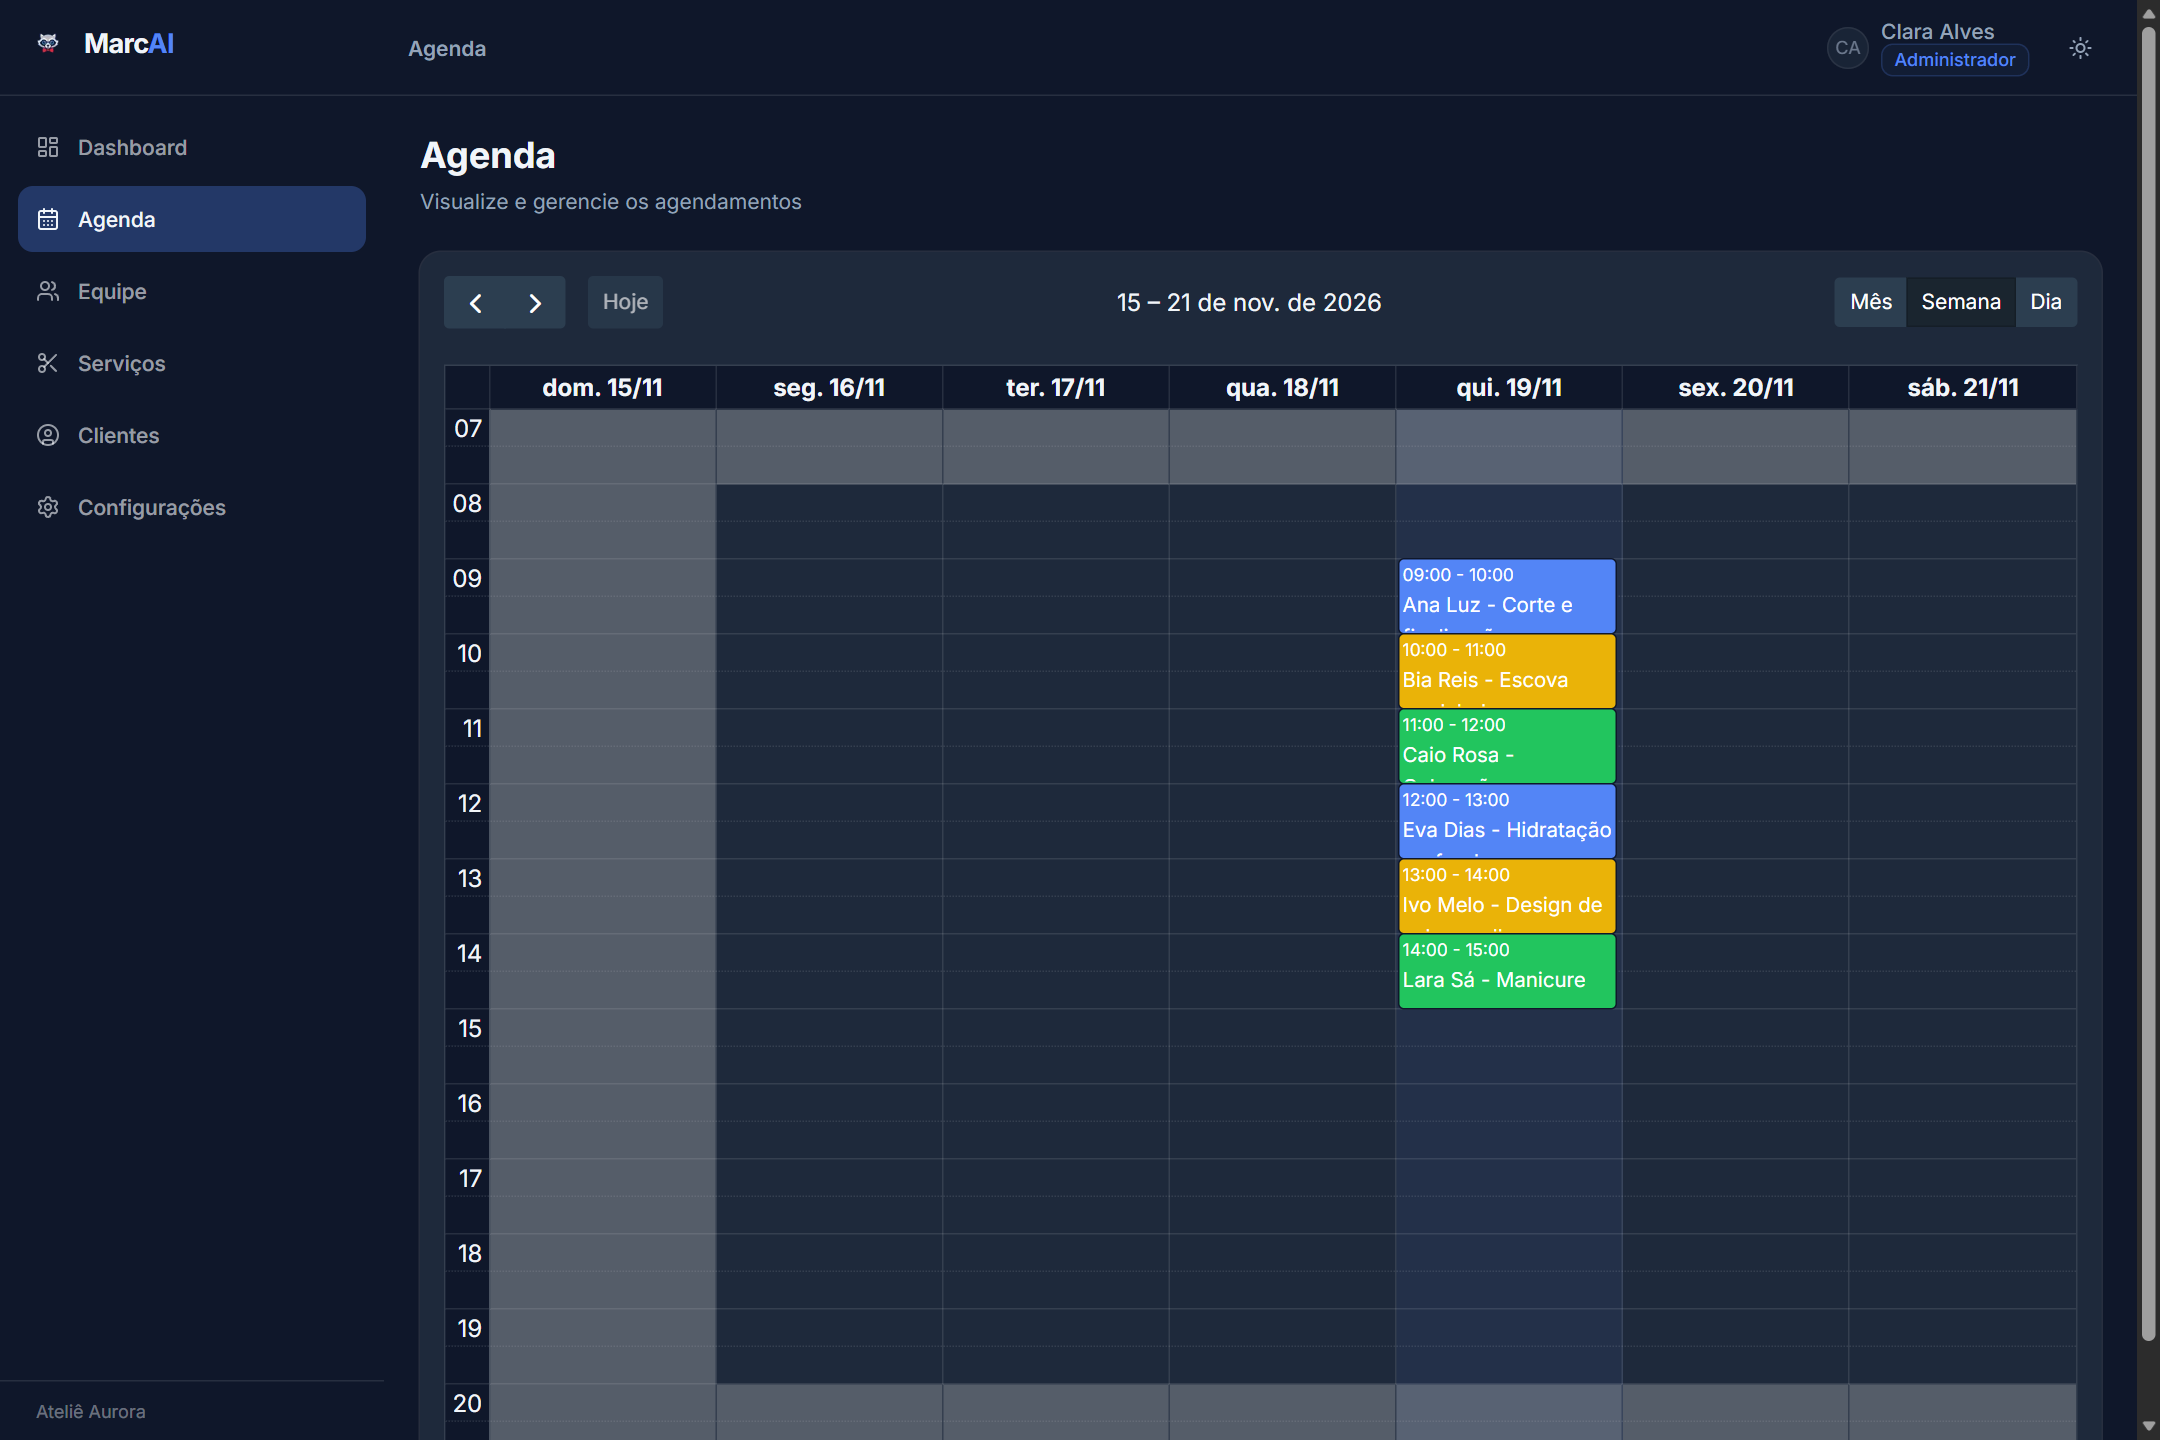 MarcAI
Agenda
CA
Clara Alves
Administrador
Dashboard
Agenda
Equipe
Serviços
Clientes
Configurações
Ateliê Aurora
Agenda
Visualize e gerencie os agendamentos
Hoje
15 – 21 de nov. de 2026
Mês Semana Dia
dom. 15/11 seg. 16/11 ter. 17/11 qua. 18/11 qui. 19/11 sex. 20/11 sáb. 21/11
07
08
09
09:00 - 10:00
Ana Luz - Corte e
10
10:00 - 11:00
Bia Reis - Escova
11
11:00 - 12:00
Caio Rosa -
12
12:00 - 13:00
Eva Dias - Hidratação
13
13:00 - 14:00
Ivo Melo - Design de
14
14:00 - 15:00
Lara Sá - Manicure
15
16
17
18
19
20